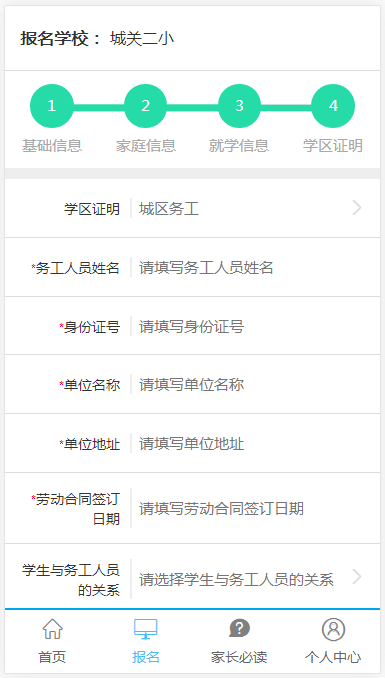 报名学校： 城关二小
1 2 3 4
基础信息 家庭信息 就学信息 学区证明
学区证明 城区务工
*务工人员姓名 请填写务工人员姓名
*身份证号 请填写身份证号
*单位名称 请填写单位名称
*单位地址 请填写单位地址
*劳动合同签订
日期 请填写劳动合同签订日期
学生与务工人员
的关系 请选择学生与务工人员的关系
首页 报名 家长必读 个人中心